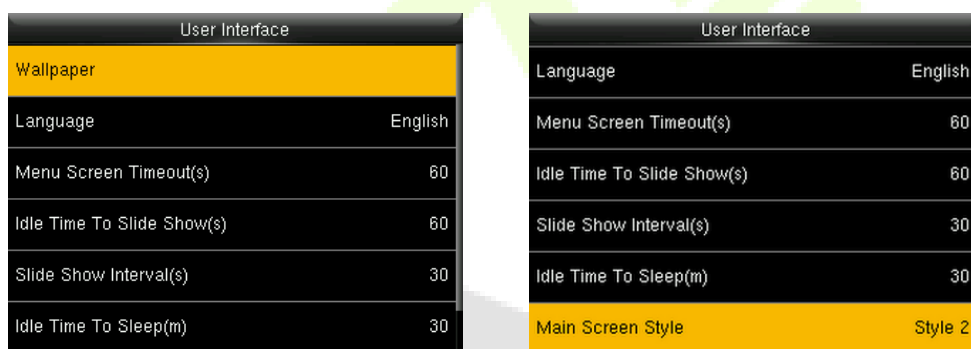 User Interface
Wallpaper
Language English
Menu Screen Timeout(s) 60
Idle Time To Slide Show(s) 60
Slide Show Interval(s) 30
Idle Time To Sleep(m) 30
User Interface
Language English
Menu Screen Timeout(s) 60
Idle Time To Slide Show(s) 60
Slide Show Interval(s) 30
Idle Time To Sleep(m) 30
Main Screen Style Style 2